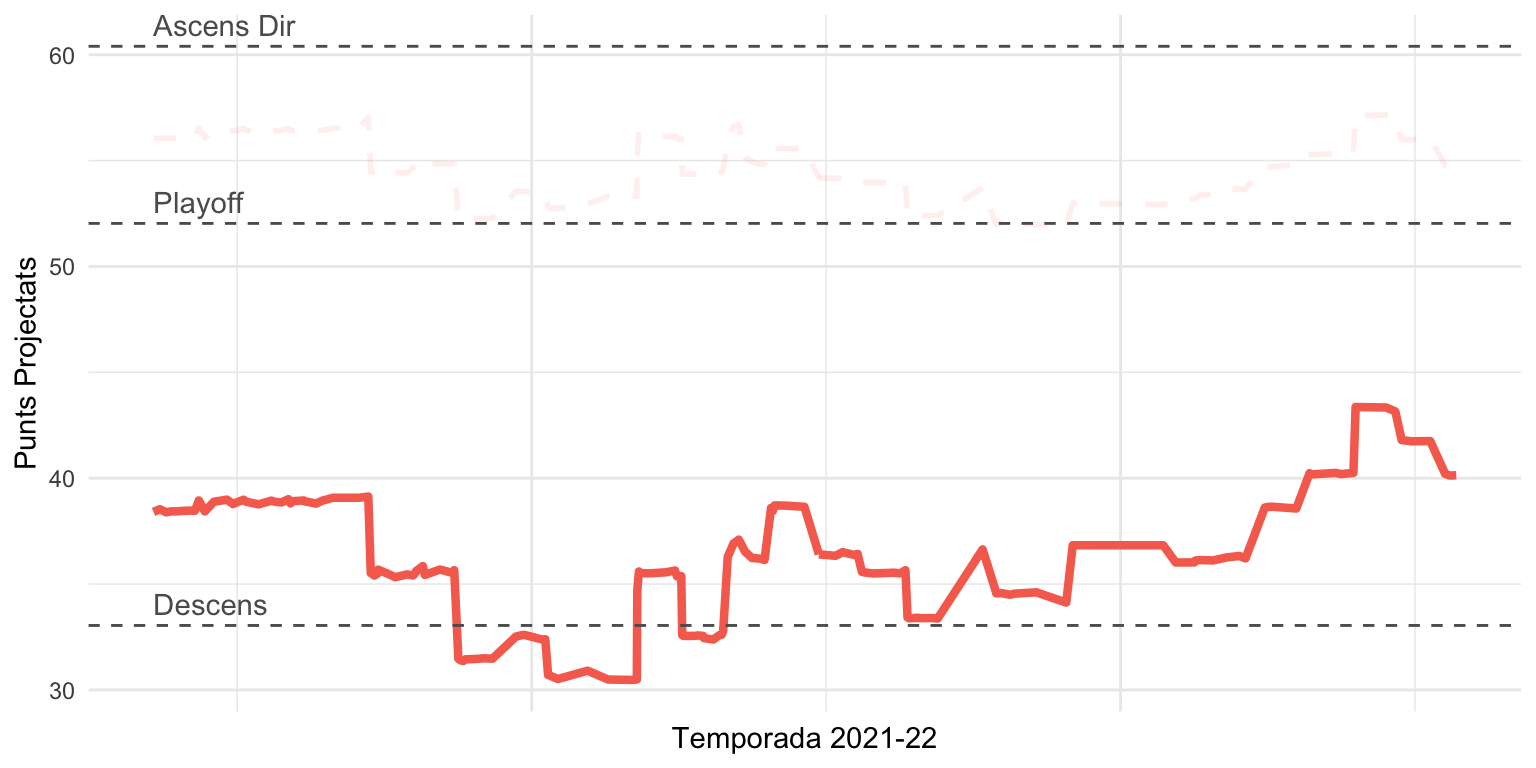 Ascens Dir
60
Playoff
50
Punts Projectats
40
Descens
30
Temporada 2021-22